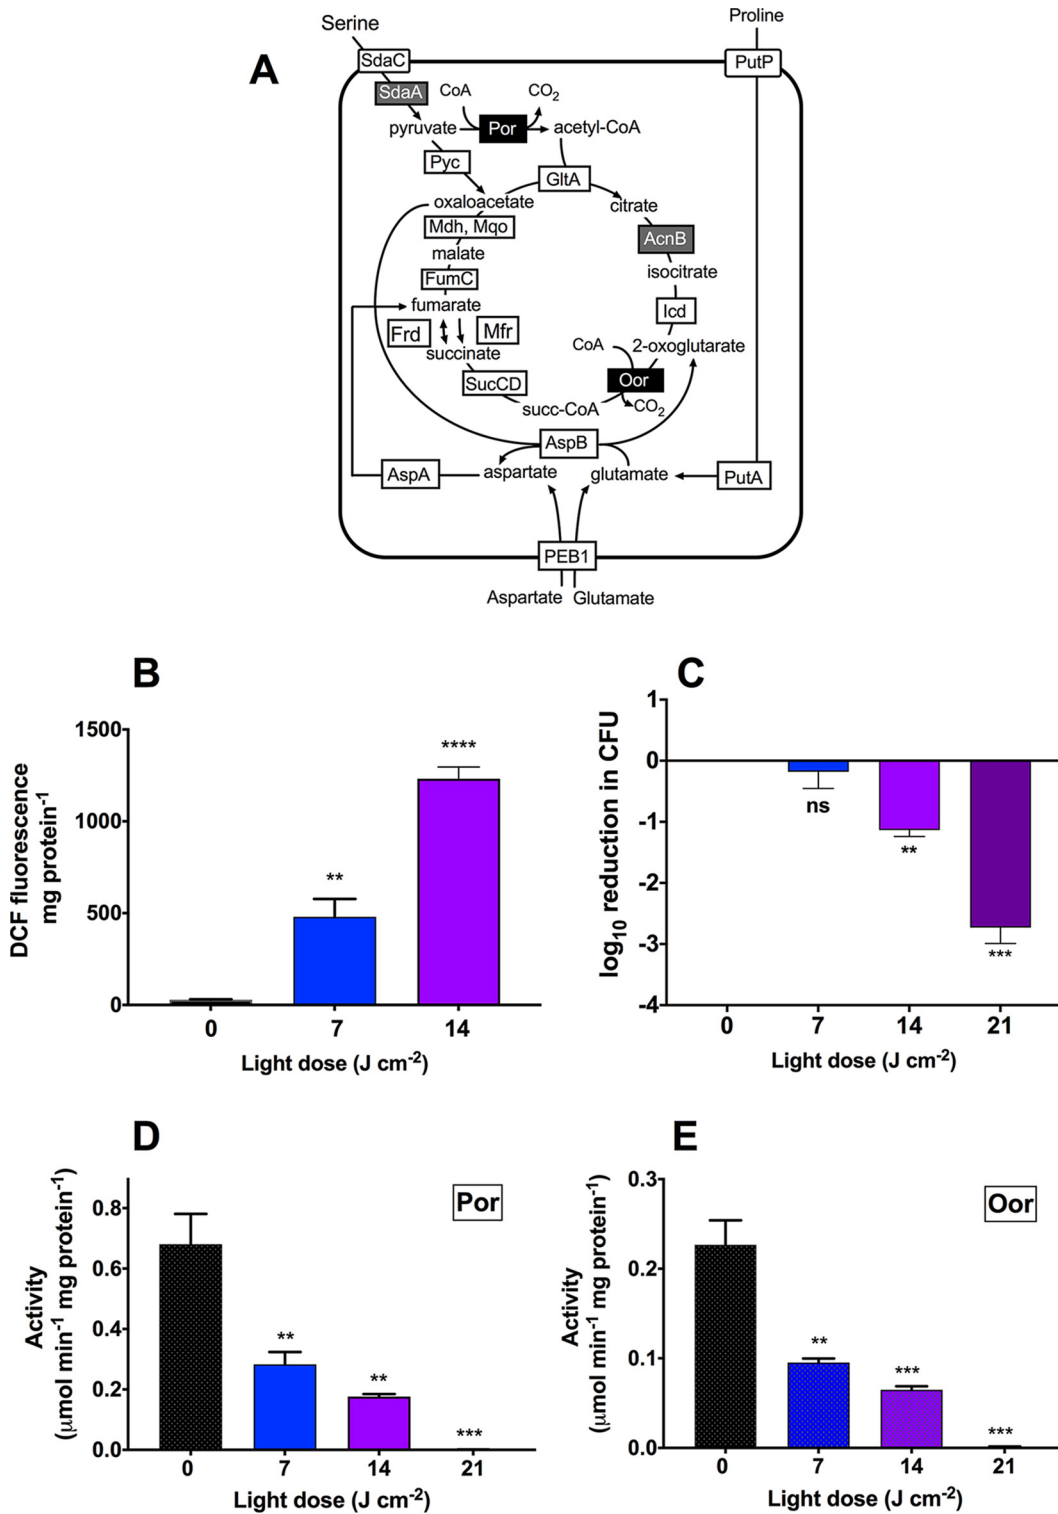 A
Serine
Proline
SdaC
PutP
SdaA
CoA
CO2
pyruvate
Por
acetyl-CoA
Pyc
GltA
oxaloacetate
citrate
Mdh, Mqo
AcnB
malate
isocitrate
FumC
fumarate
Icd
Frd
Mfr
CoA
2-oxoglutarate
succinate
Oor
SucCD
succ-CoA
CO2
AspB
AspA
aspartate
glutamate
PutA
PEB1
Aspartate
Glutamate
B
DCF fluorescence
mg protein-1
1500
1000
500
0
**
****
0
7
14
Light dose (J cm-2)
C
log10 reduction in CFU
1
0
-1
-2
-3
-4
ns
**
***
0
7
14
21
Light dose (J cm-2)
D
Activity
(μmol min-1 mg protein-1)
Por
0.8
0.6
0.4
0.2
0.0
**
**
***
0
7
14
21
Light dose (J cm-2)
E
Activity
(μmol min-1 mg protein-1)
Oor
0.3
0.2
0.1
0.0
**
***
***
0
7
14
21
Light dose (J cm-2)